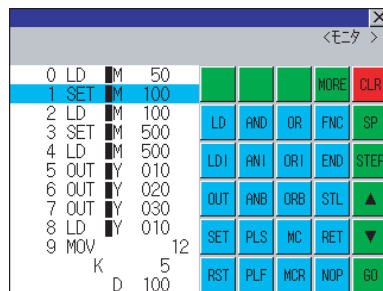 X
<モニタ >
0 LD M 50
1 SET M 100
2 LD M 100
3 SET M 500
4 LD M 500
5 OUT Y 010
6 OUT Y 020
7 OUT Y 030
8 LD Y 010
9 MOV 12
K 5
D 100
MORE CLR
LD AND OR FNC SP
LDI ANI ORI END STEP
OUT ANB ORB STL ▲
SET PLS MC RET ▼
RST PLF MCR NOP GO